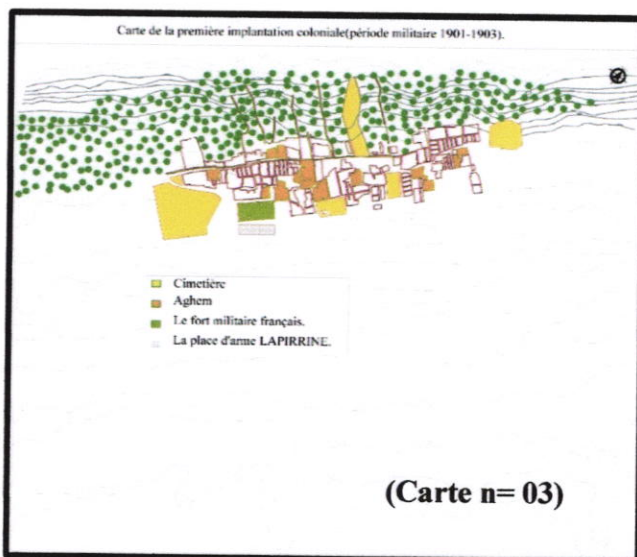 Carte de la première implantation coloniale(période militaire 1901-1903).
Cimetière
Aghem
Le fort militaire français.
La place d'arme LAPIRRINE.
(Carte n= 03)